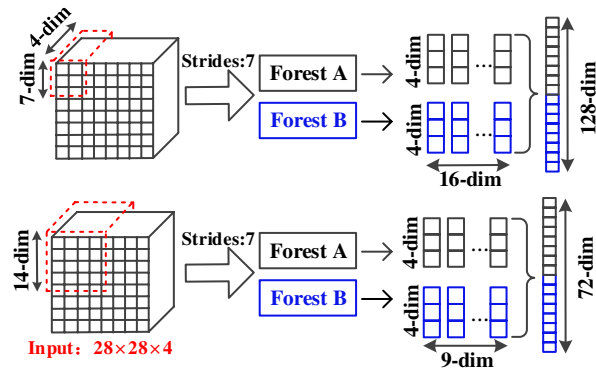 4-dim
7-dim
Strides:7
Forest A
Forest B
4-dim
...
4-dim
...
16-dim
128-dim
14-dim
Strides:7
Forest A
Forest B
4-dim
...
4-dim
...
9-dim
72-dim
Input: 28×28×4